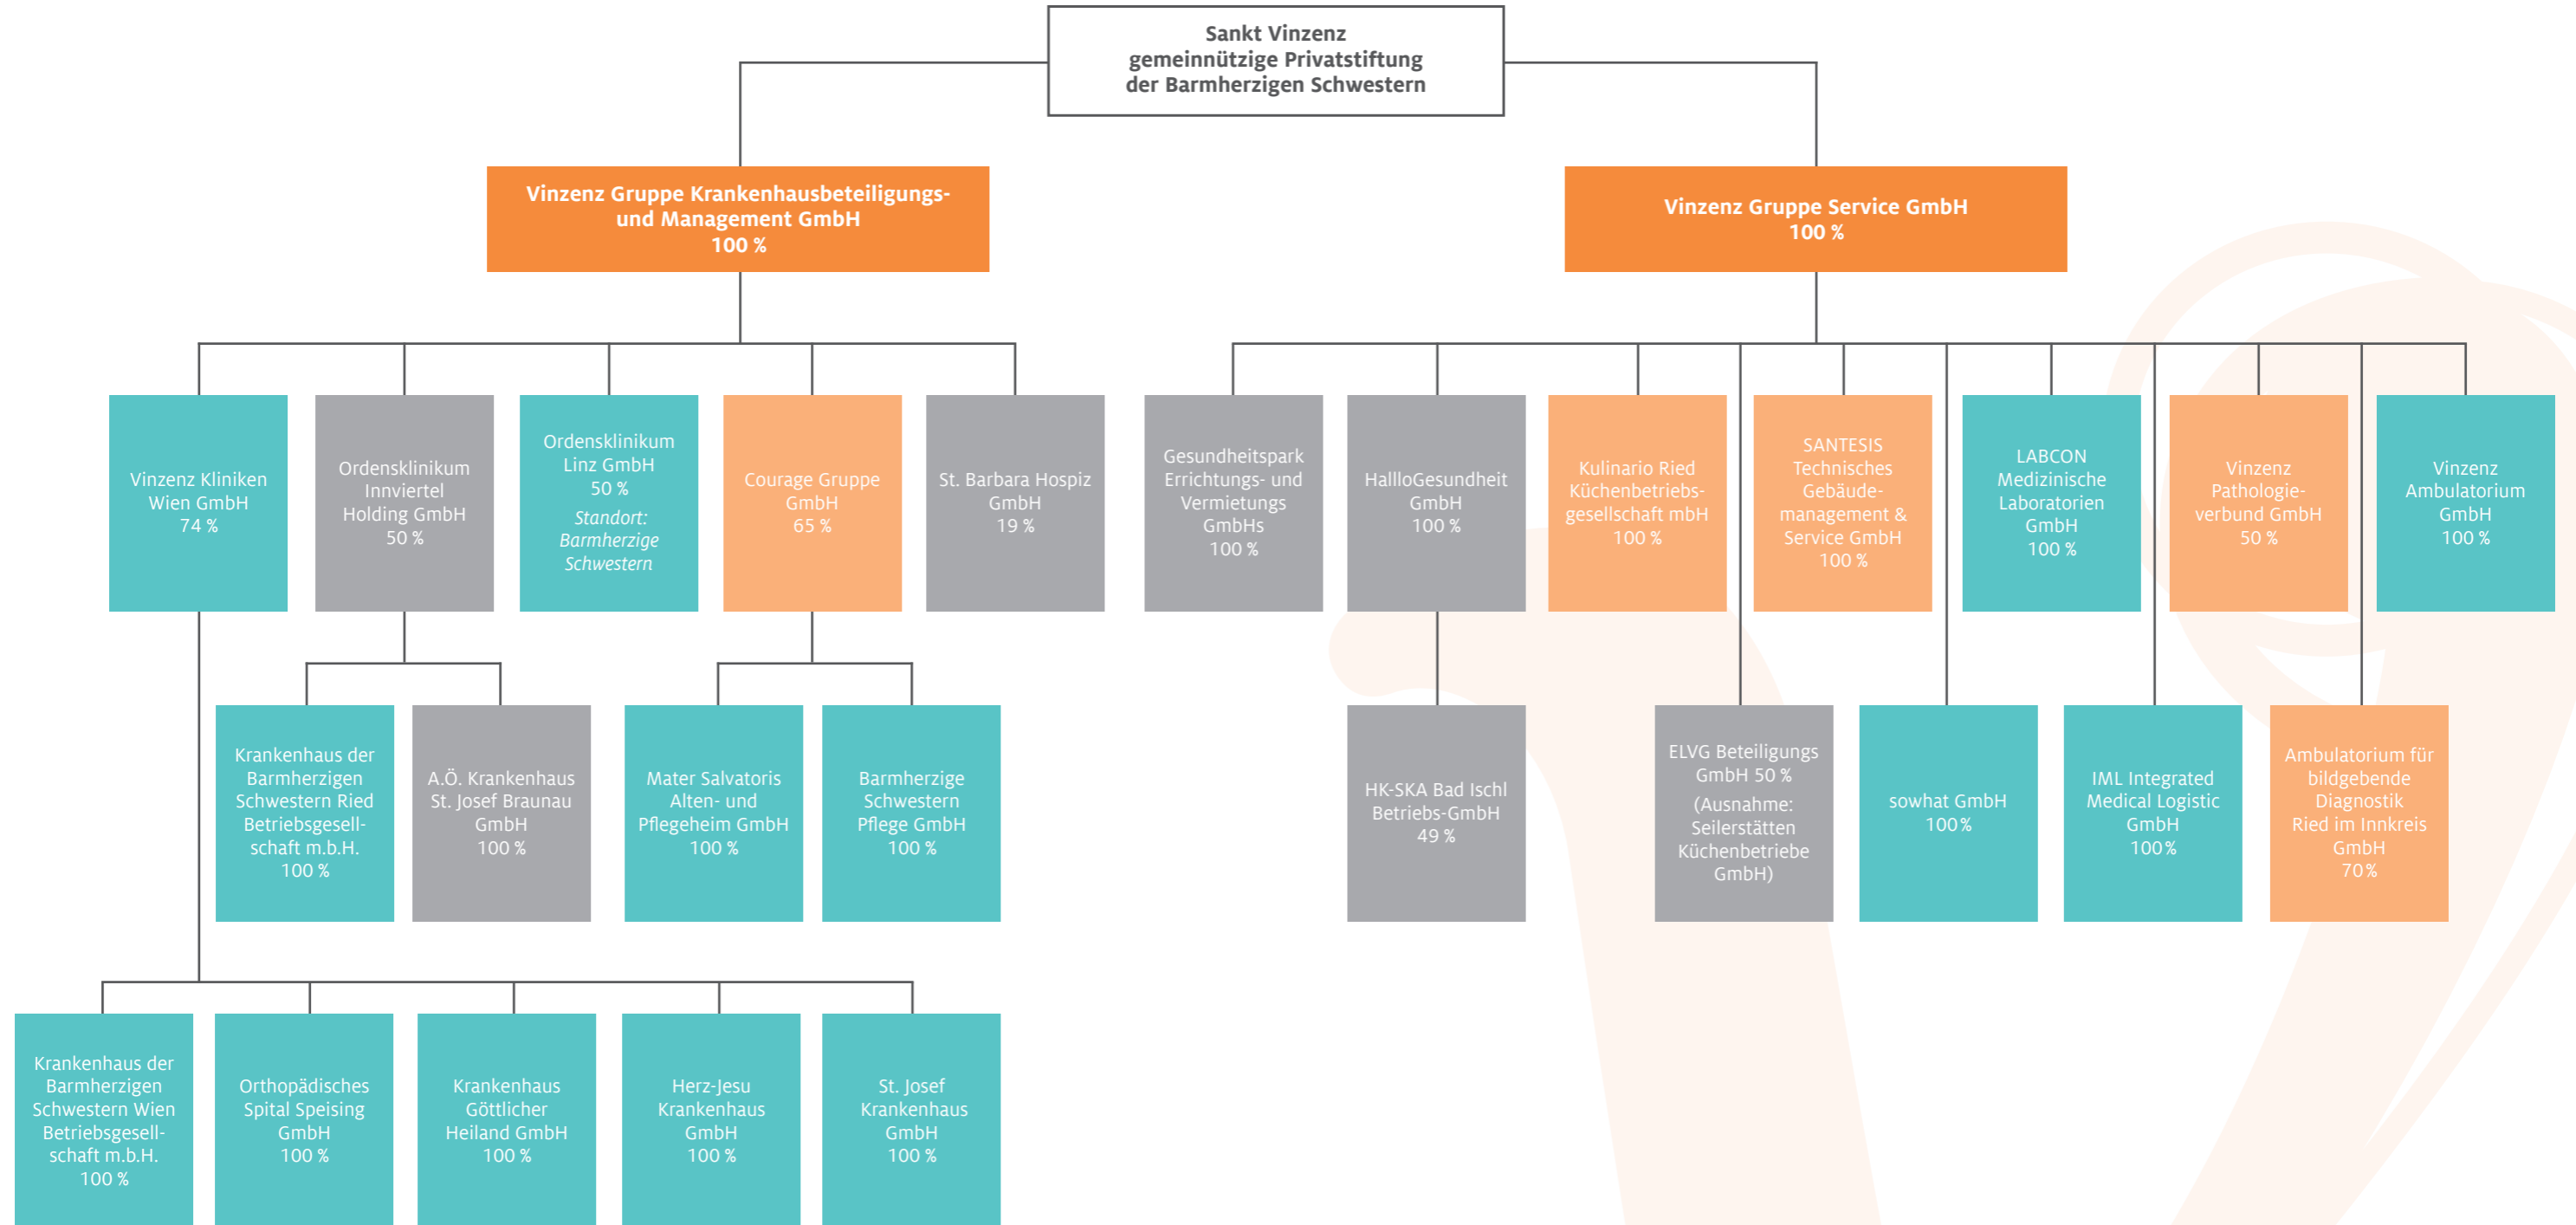 Sankt Vinzenz
gemeinnützige Privatstiftung
der Barmherzigen Schwestern
Vinzenz Gruppe Krankenhausbeteiligungs-
und Management GmbH
100 %
Vinzenz Gruppe Service GmbH
100 %
Vinzenz Kliniken
Wien GmbH
74 %
Ordensklinikum
Innviertel
Holding GmbH
50 %
Ordensklinikum
Linz GmbH
50 %
Standort:
Barmherzige
Schwestern
Courage Gruppe
GmbH
65 %
St. Barbara Hospiz
GmbH
19 %
Gesundheitspark
Errichtungs- und
Vermietungs
GmbHs
100 %
HallloGesundheit
GmbH
100 %
Kulinario Ried
Küchenbetriebs-
gesellschaft mbH
100 %
SANTESIS
Technisches
Gebäude-
management &
Service GmbH
100 %
LABCON
Medizinische
Laboratorien
GmbH
100 %
Vinzenz
Pathologie-
verbund GmbH
50 %
Vinzenz
Ambulatorium
GmbH
100 %
Krankenhaus der
Barmherzigen
Schwestern Ried
Betriebsgesell-
schaft m.b.H.
100 %
A.Ö. Krankenhaus
St. Josef Braunau
GmbH
100 %
Mater Salvatoris
Alten- und
Pflegeheim GmbH
100 %
Barmherzige
Schwestern
Pflege GmbH
100 %
HK-SKA Bad Ischl
Betriebs-GmbH
49 %
ELVG Beteiligungs
GmbH 50 %
(Ausnahme:
Seilerstätten
Küchenbetriebe
GmbH)
sowhat GmbH
100 %
IML Integrated
Medical Logistic
GmbH
100 %
Ambulatorium für
bildgebende
Diagnostik
Ried im Innkreis
GmbH
70 %
Krankenhaus der
Barmherzigen
Schwestern Wien
Betriebsgesell-
schaft m.b.H.
100 %
Orthopädisches
Spital Speising
GmbH
100 %
Krankenhaus
Göttlicher
Heiland GmbH
100 %
Herz-Jesu
Krankenhaus
GmbH
100 %
St. Josef
Krankenhaus
GmbH
100 %